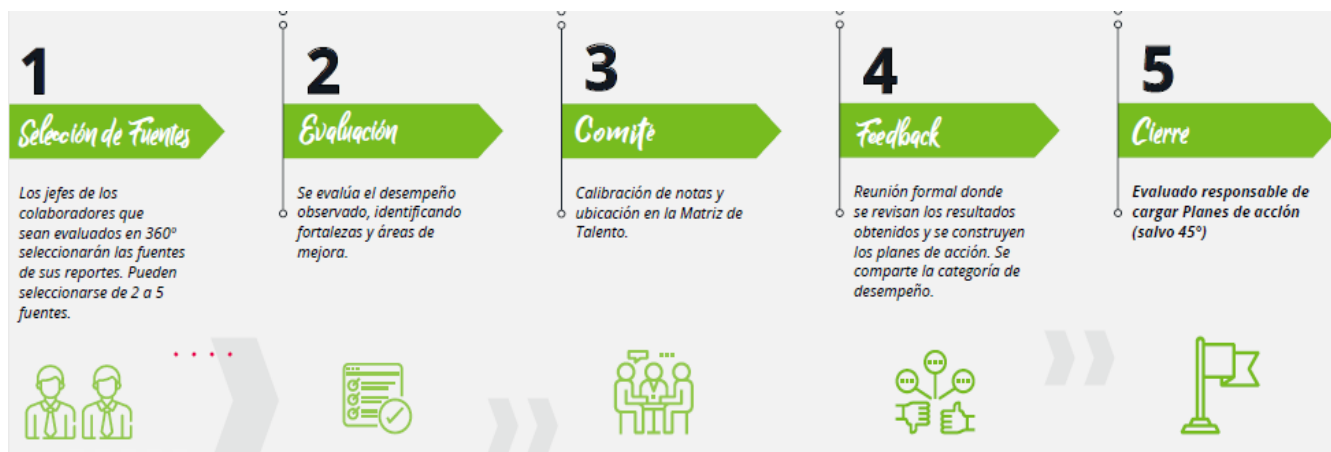 1
Selección de Fuentes
Los jefes de los
colaboradores que
sean evaluados en 360º
seleccionarán las fuentes
de sus reportes. Pueden
seleccionarse de 2 a 5
fuentes.
2
Evaluación
Se evalúa el desempeño
observado, identificando
fortalezas y áreas de
mejora.
3
Comité
Calibración de notas y
ubicación en la Matriz de
Talento.
4
Feedback
Reunión formal donde
se revisan los resultados
obtenidos y se construyen
los planes de acción. Se
comparte la categoría de
desempeño.
5
Cierre
Evaluado responsable de
cargar Planes de acción
(salvo 45º)